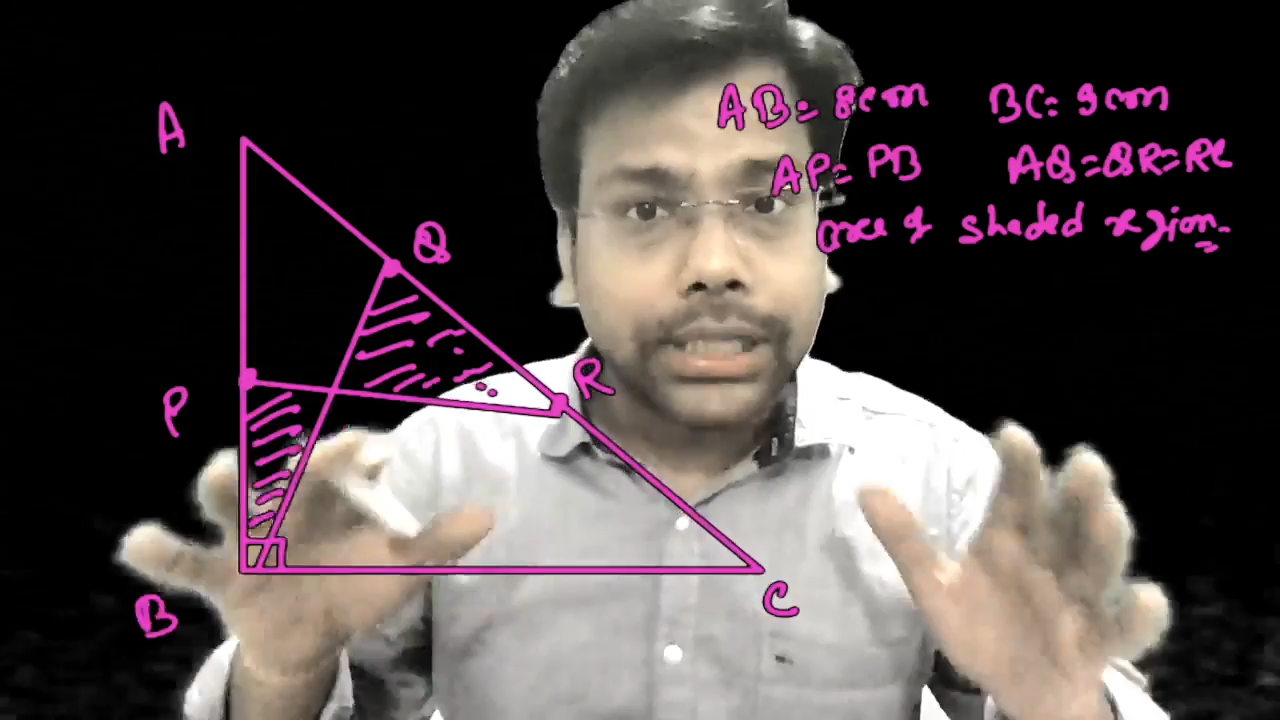 AB = 8cm BC = 9cm
AP = PB AQ = QR = RC
area of shaded region.
A
Q
R
P
B
C